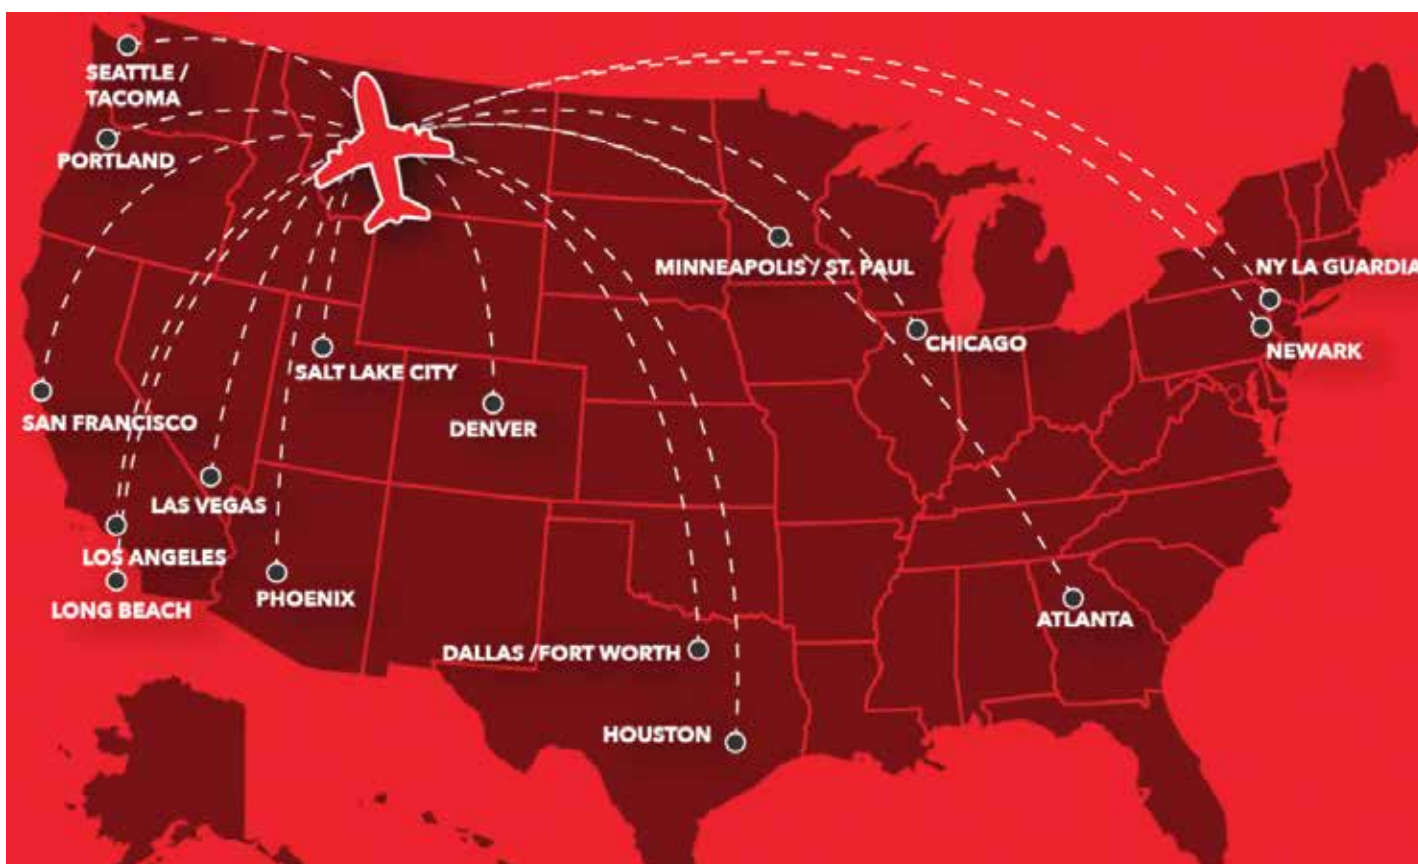 SEATTLE /
TACOMA
PORTLAND
MINNEAPOLIS / ST. PAUL
NY LA GUARDIA
CHICAGO
NEWARK
SALT LAKE CITY
SAN FRANCISCO
DENVER
LAS VEGAS
LOS ANGELES
PHOENIX
LONG BEACH
ATLANTA
DALLAS /FORT WORTH
HOUSTON